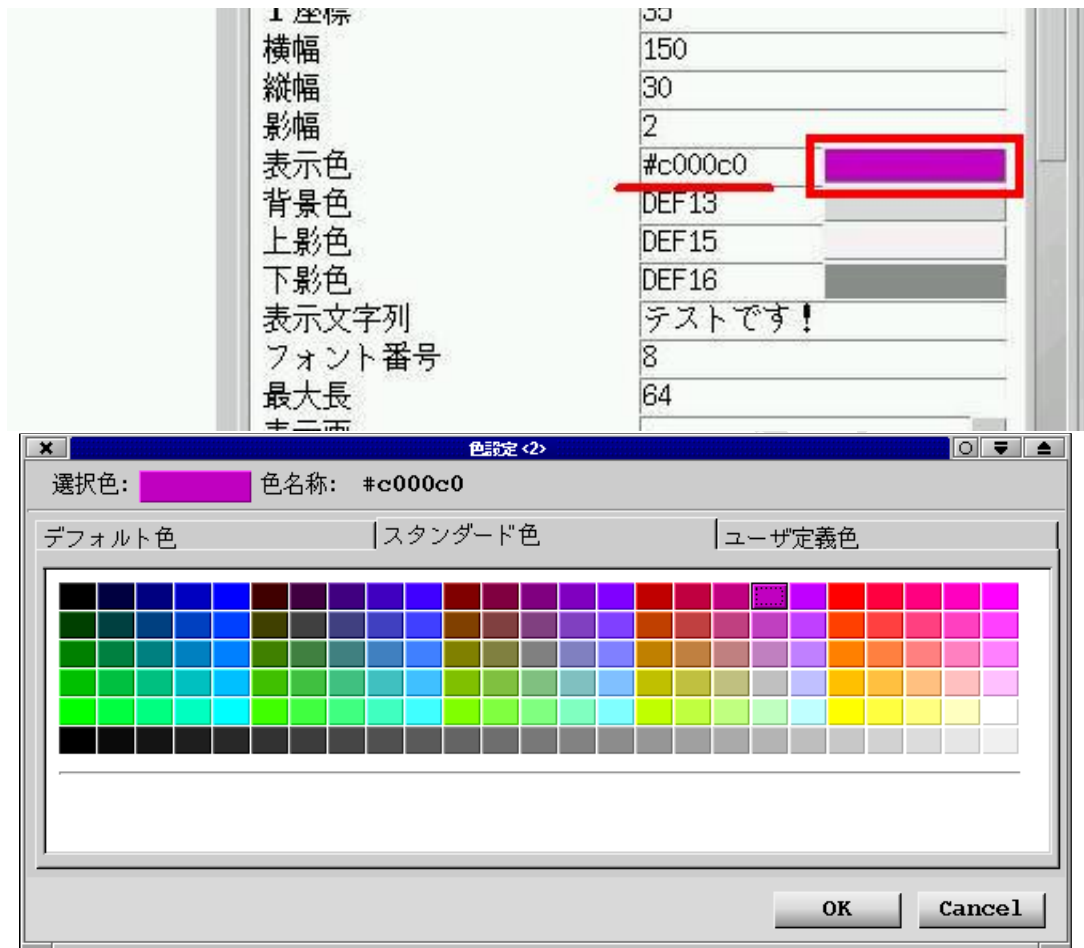 座標 35
横幅 150
縦幅 30
影幅 2
表示色 #c000c0
背景色 DEF13
上影色 DEF15
下影色 DEF16
表示文字列 テストです!
フォント番号 8
最大長 64
色設定 <2>
選択色: 色名称: #c000c0
デフォルト色 スタンダード色 ユーザ定義色
OK Cancel